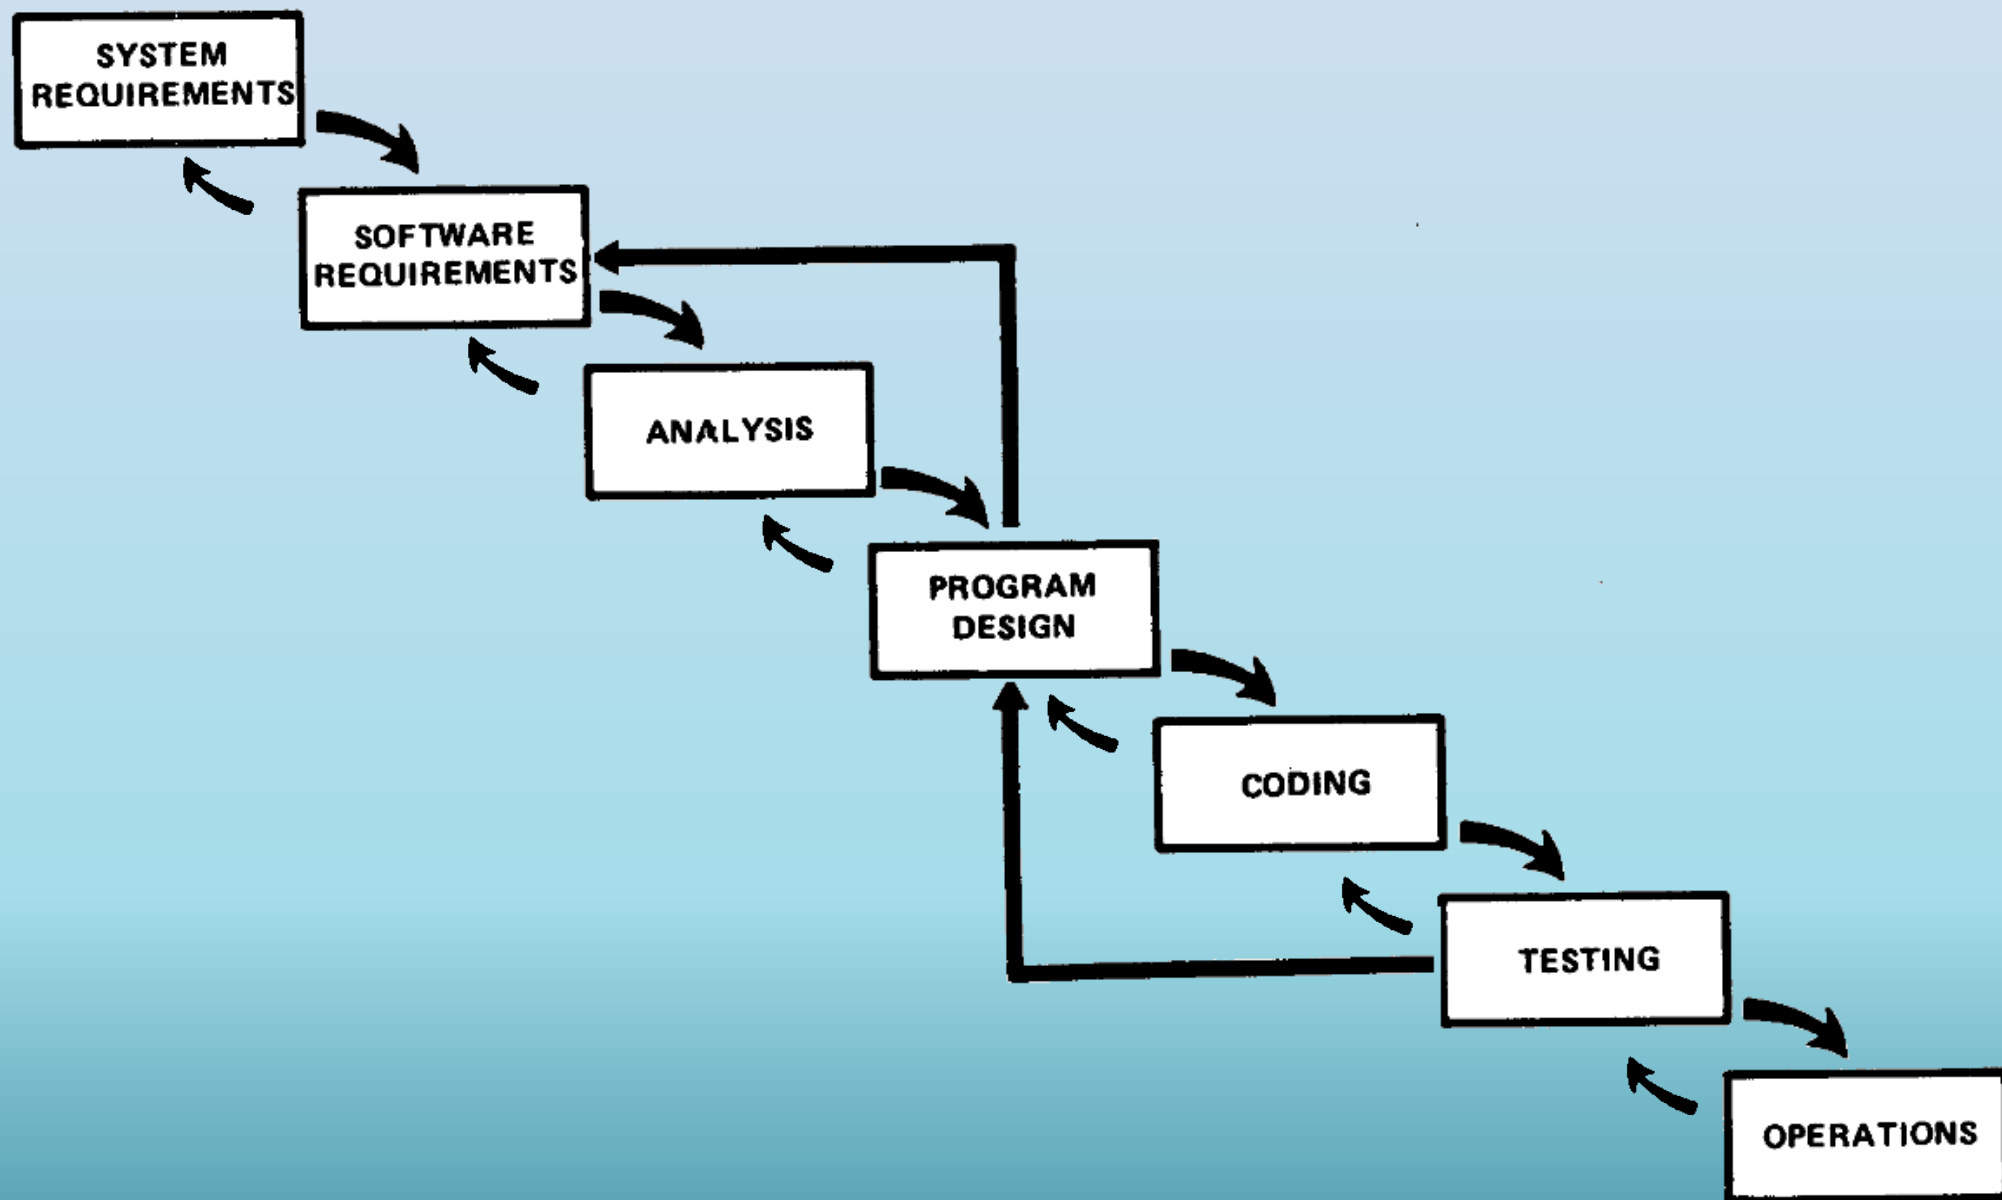 SYSTEM
REQUIREMENTS
SOFTWARE
REQUIREMENTS
ANALYSIS
PROGRAM
DESIGN
CODING
TESTING
OPERATIONS